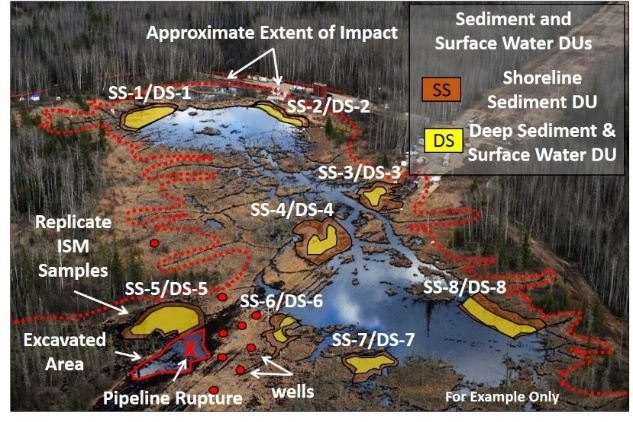 Approximate Extent of Impact
Sediment and
Surface Water DUs
SS
Shoreline
Sediment DU
DS
Deep Sediment &
Surface Water DU
SS-1/DS-1
SS-2/DS-2
SS-3/DS-3
SS-4/DS-4
Replicate
ISM
Samples
SS-5/DS-5
SS-6/DS-6
SS-8/DS-8
Excavated
Area
X
SS-7/DS-7
Pipeline Rupture
wells
For Example Only